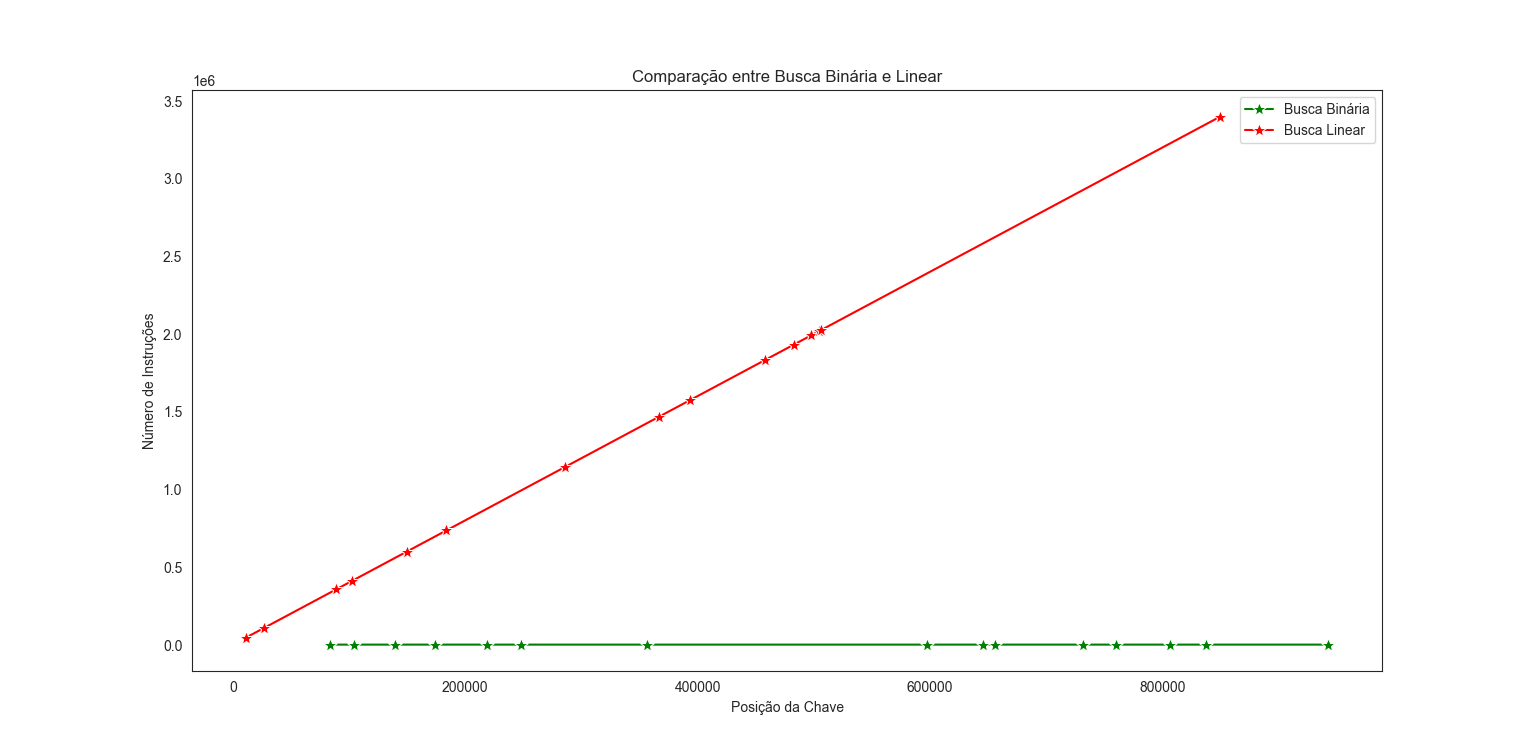 Comparação entre Busca Binária e Linear
1e6
3.5
3.0
2.5
2.0
1.5
1.0
0.5
0.0
Número de Instruções
Busca Binária
Busca Linear
0
200000
400000
600000
800000
Posição da Chave